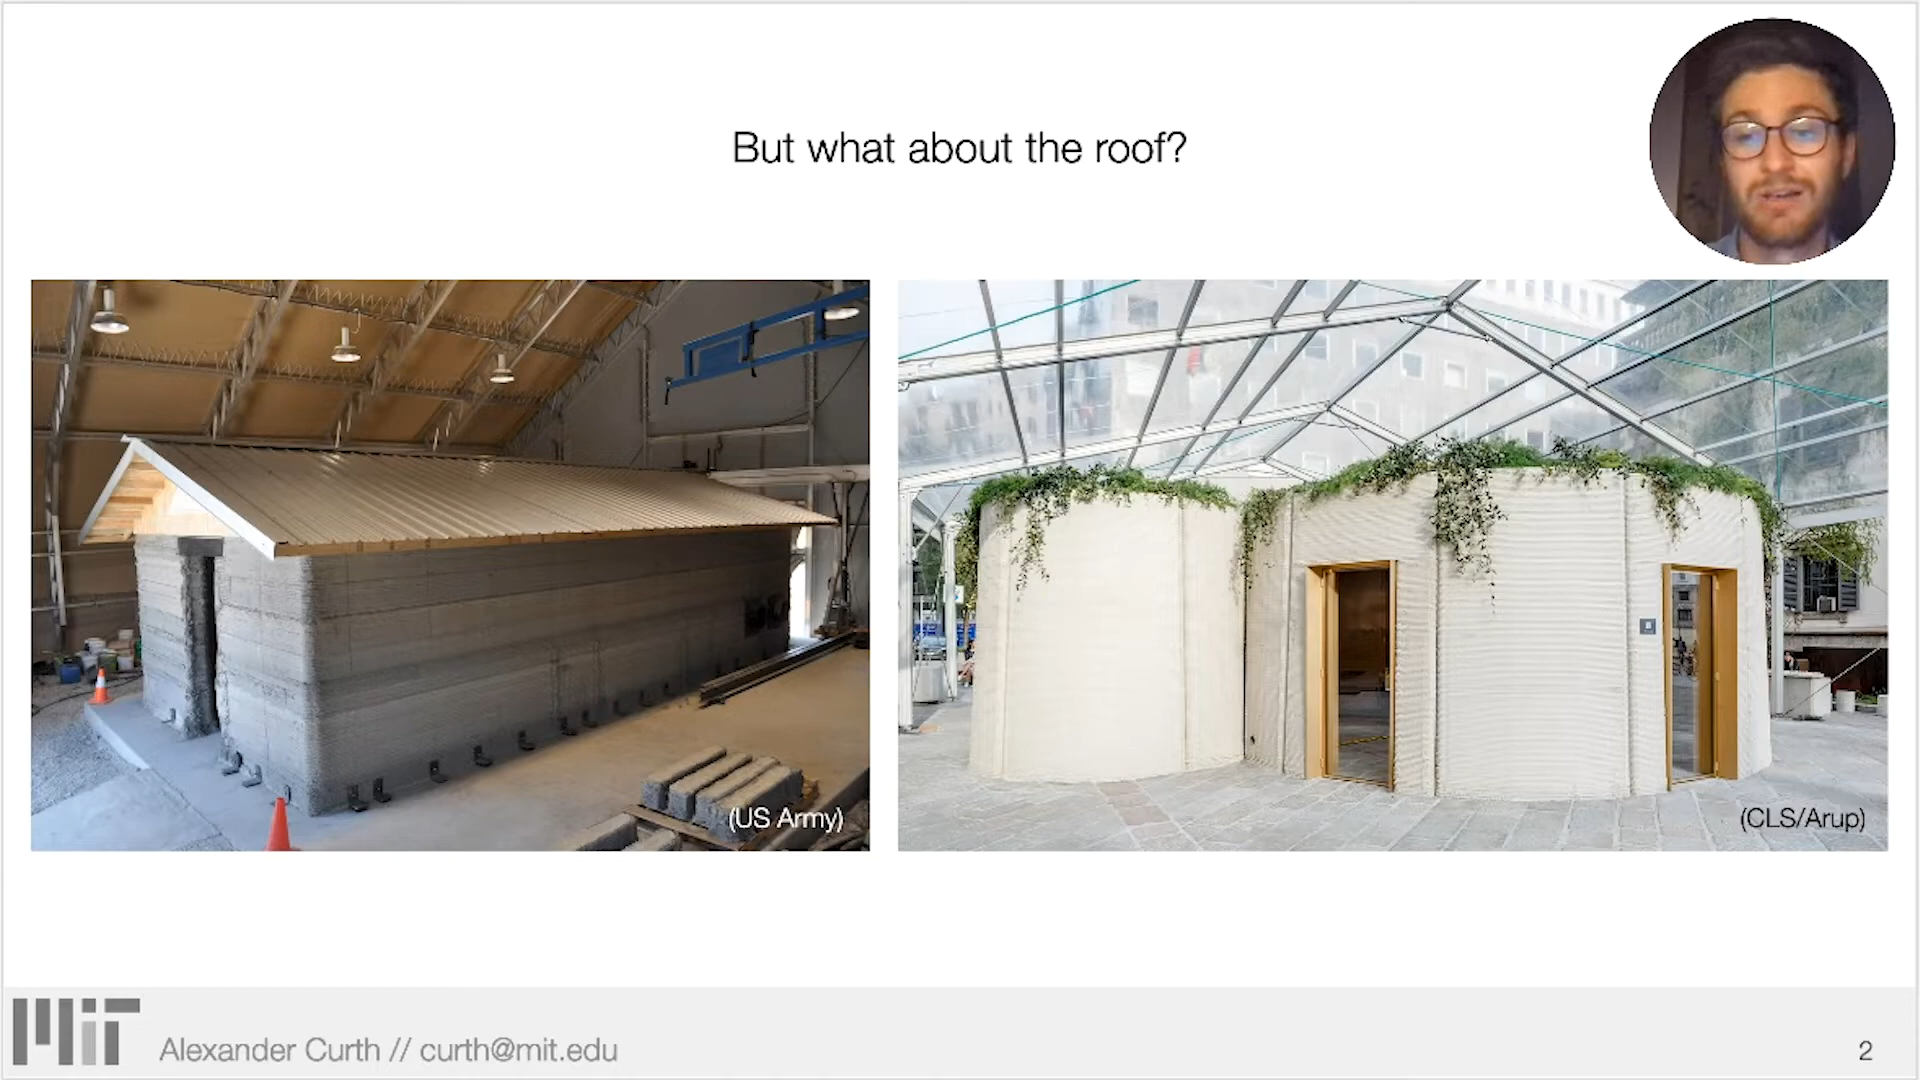 But what about the roof?
(US Army)
(CLS/Arup)
MIT
Alexander Curth // curth@mit.edu
2